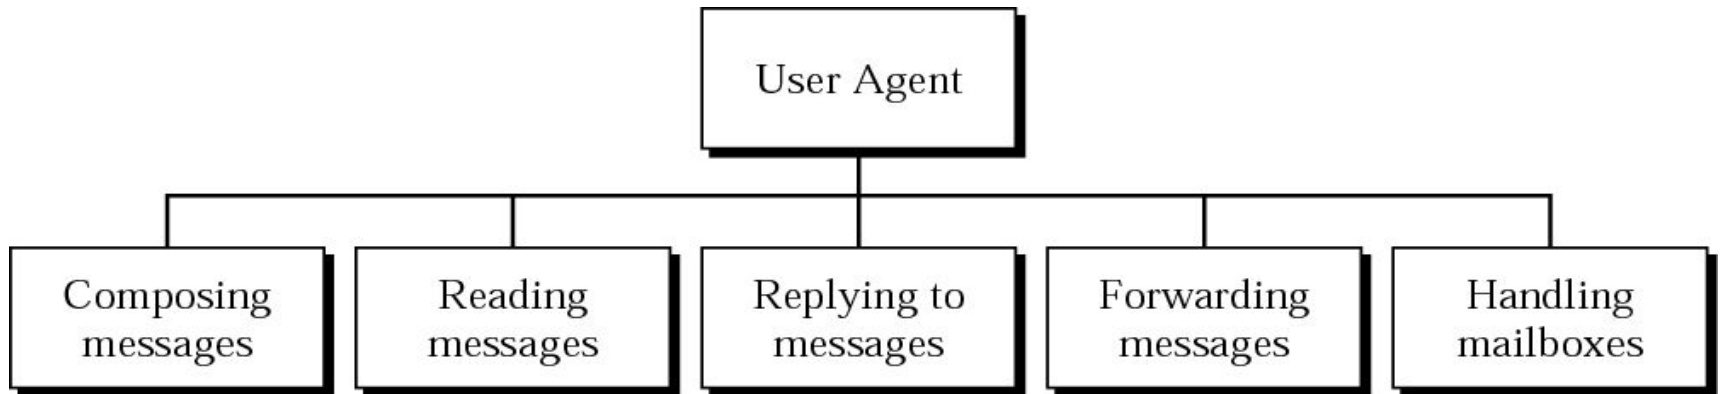 User Agent
Composing
messages
Reading
messages
Replying to
messages
Forwarding
messages
Handling
mailboxes